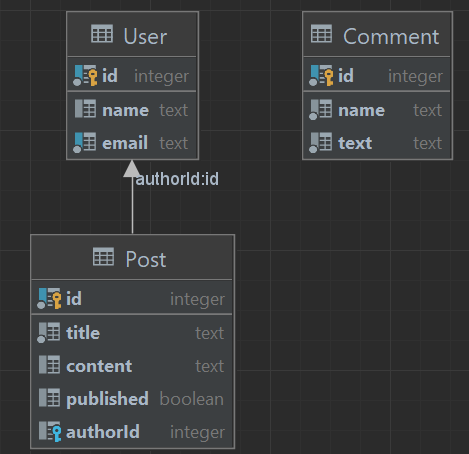 User
id integer
name text
email text
Comment
id integer
name text
text text
authorId:id
Post
id integer
title text
content text
published boolean
authorId integer